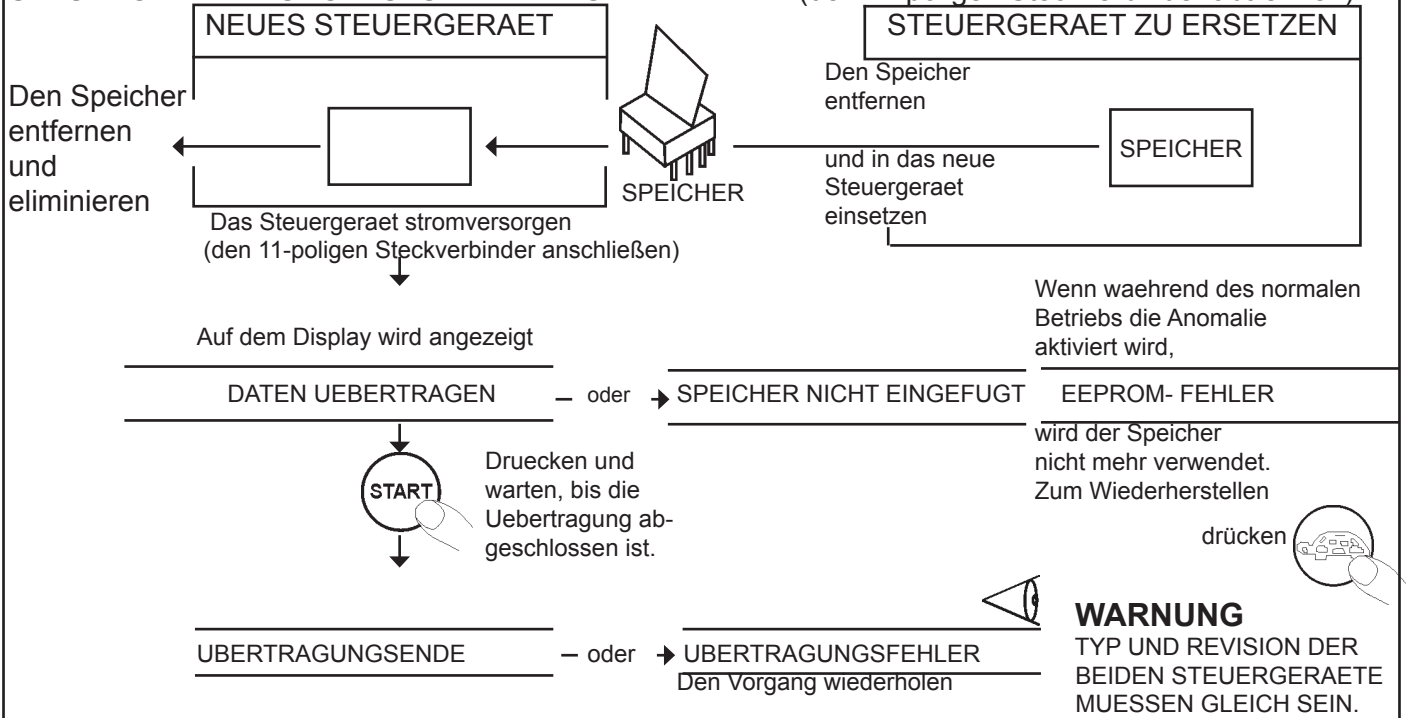 NEUES STEUERGERAET
STEUERGERAET ZU ERSETZEN
Den Speicher
entfernen
und
eliminieren
SPEICHER
Den Speicher
entfernen
und in das neue
Steuergeraet
einsetzen
SPEICHER
Das Steuergeraet stromversorgen
(den 11-poligen Steckverbinder anschließen)
Auf dem Display wird angezeigt
Wenn waehrend des normalen
Betriebs die Anomalie
aktiviert wird,
DATEN UEBERTRAGEN – oder SPEICHER NICHT EINGEFUGT EEPROM- FEHLER
wird der Speicher
nicht mehr verwendet.
Zum Wiederherstellen
drücken
START
Druecken und
warten, bis die
Uebertragung ab-
geschlossen ist.
UBERTRAGUNGSENDE – oder UBERTRAGUNGSFEHLER
Den Vorgang wiederholen
WARNUNG
TYP UND REVISION DER
BEIDEN STEUERGERAETE
MUESSEN GLEICH SEIN.